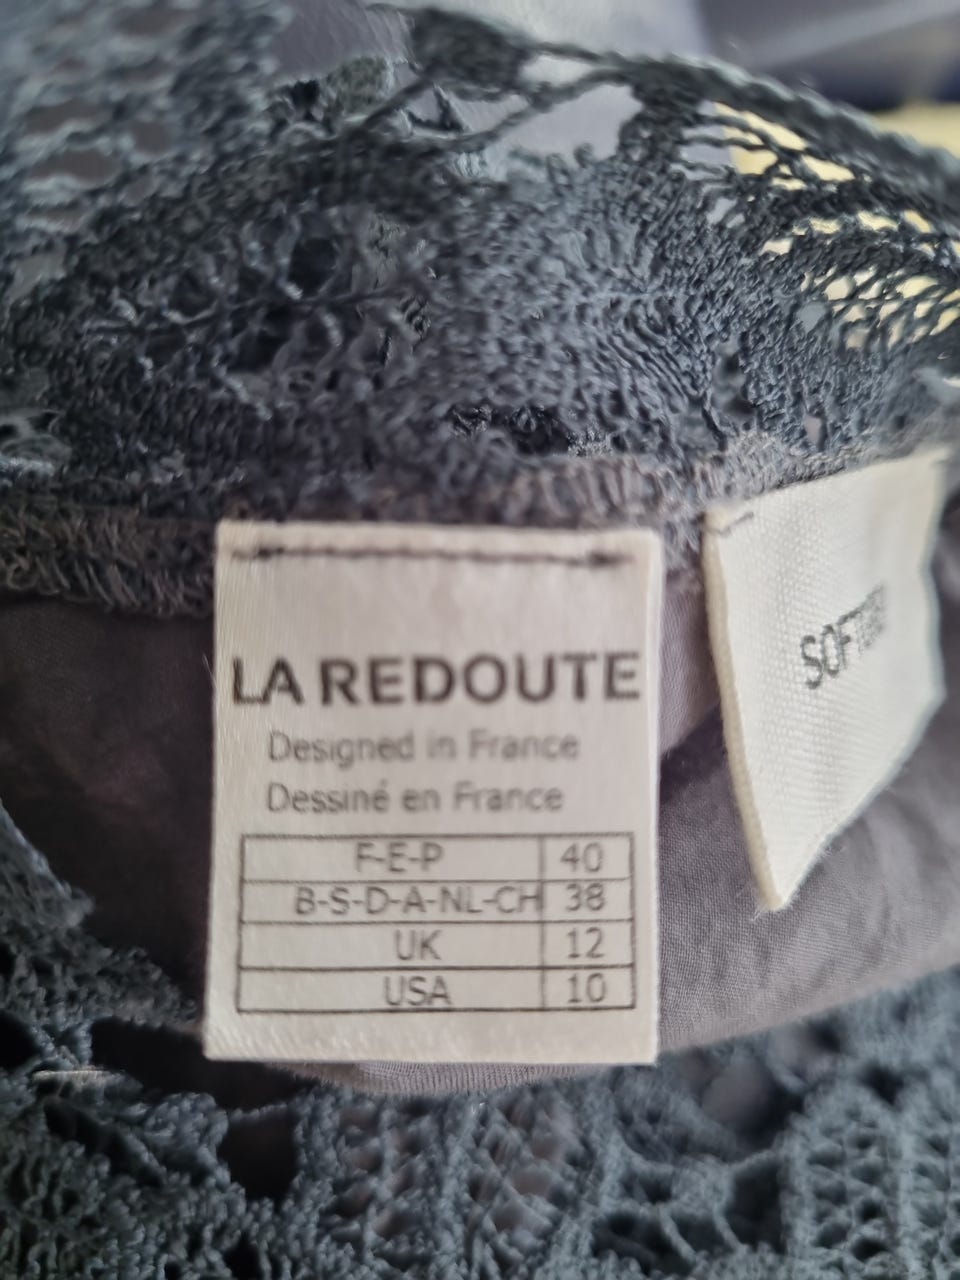 LA REDOUTE
Designed in France
Dessiné en France
F-E-P 40
B-S-D-A-NL-CH 38
UK 12
USA 10